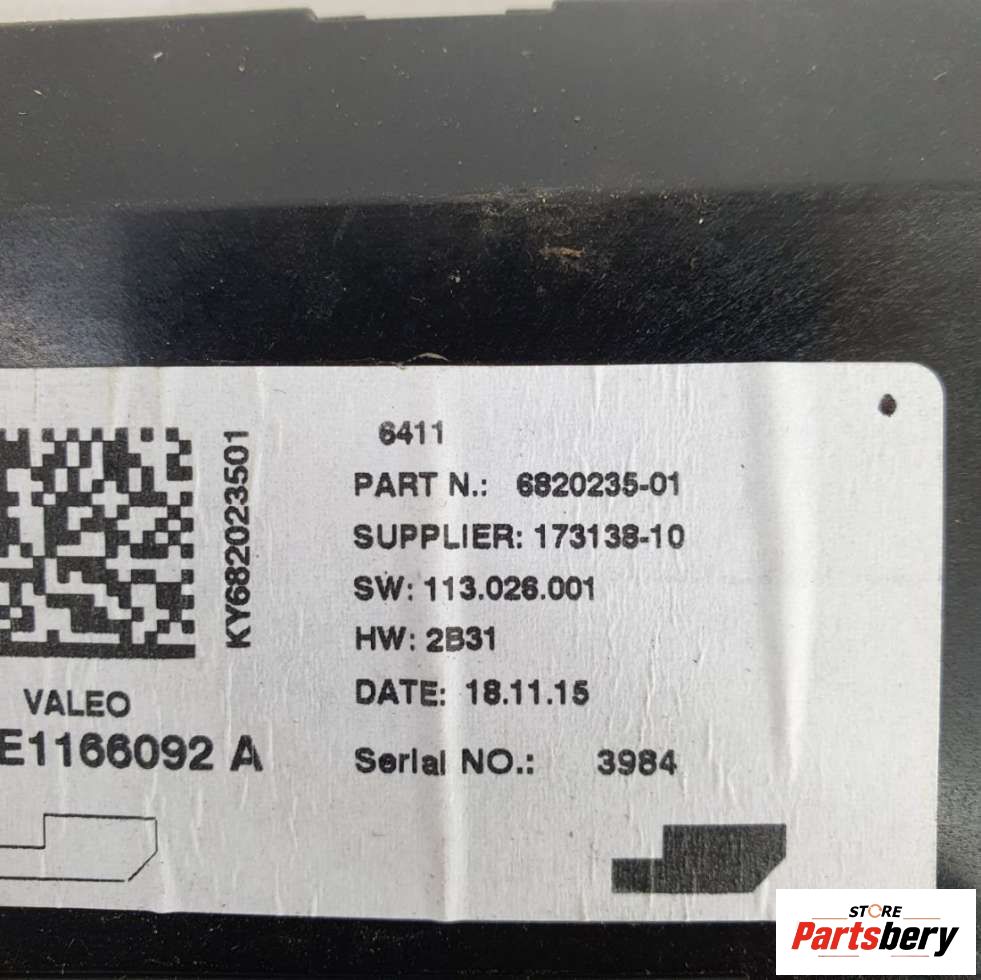 6411
PART N.: 6820235-01
SUPPLIER: 173138-10
SW: 113.026.001
HW: 2B31
DATE: 18.11.15
Serial NO.: 3984
KY6820223501
VALEO
E1166092 A
STORE
Partsbery